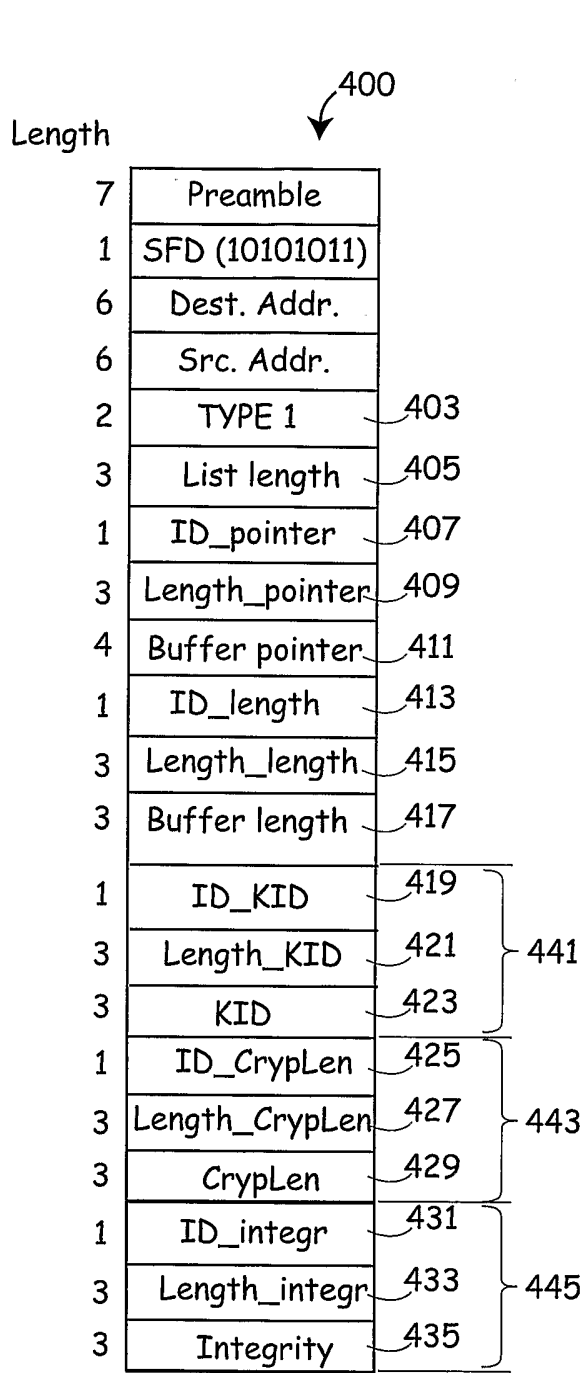 400
Length
7 Preamble
1 SFD (10101011)
6 Dest. Addr.
6 Src. Addr.
2 TYPE 1 403
3 List length 405
1 ID_pointer 407
3 Length_pointer 409
4 Buffer pointer 411
1 ID_length 413
3 Length_length 415
3 Buffer length 417
1 ID_KID 419
3 Length_KID 421 441
3 KID 423
1 ID_CrypLen 425
3 Length_CrypLen 427 443
3 CrypLen 429
1 ID_integr 431
3 Length_integr 433 445
3 Integrity 435